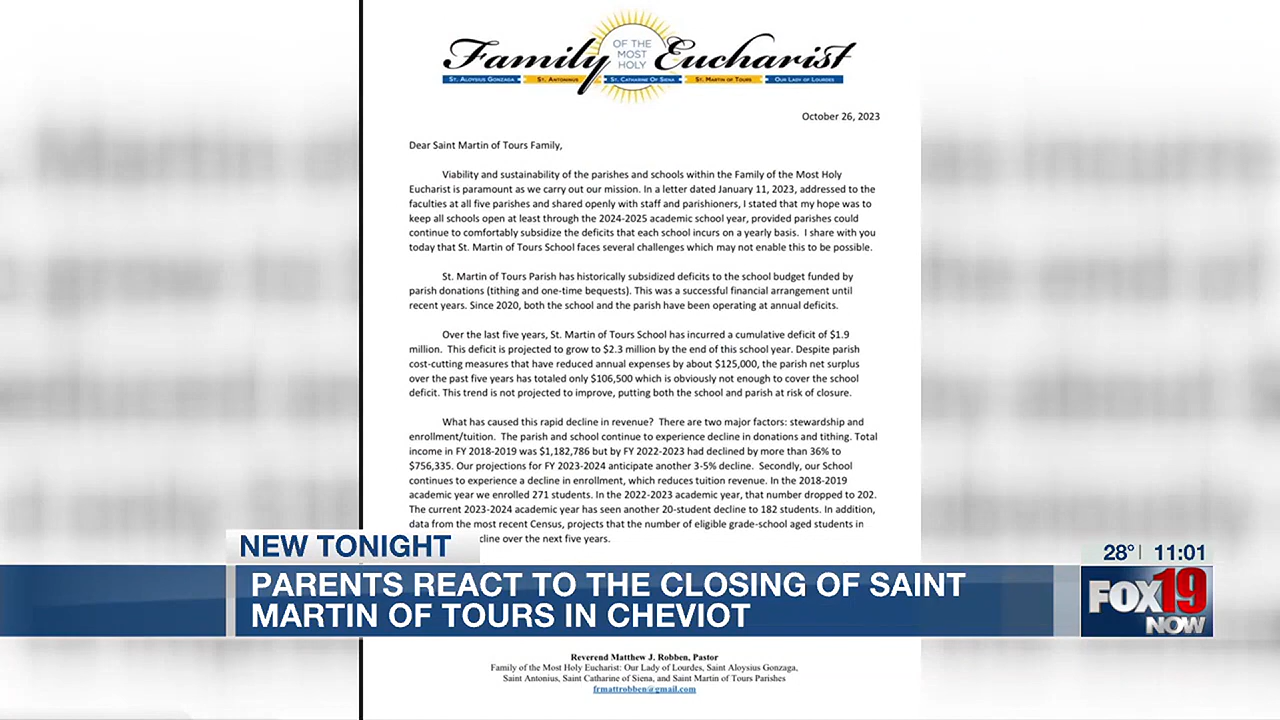 Family OF THE MOST HOLY Eucharist
ST. ALOYSIUS GONZAGA ST. ANTONINUS ST. CATHARINE OF SIENA ST. MARTIN OF TOURS OUR LADY OF LOURDES
October 26, 2023
Dear Saint Martin of Tours Family,
Viability and sustainability of the parishes and schools within the Family of the Most Holy
Eucharist is paramount as we carry out our mission. In a letter dated January 11, 2023, addressed to the
faculties at all five parishes and shared openly with staff and parishioners, I stated that my hope was to
keep all schools open at least through the 2024-2025 academic school year, provided parishes could
continue to comfortably subsidize the deficits that each school incurs on a yearly basis. I share with you
today that St. Martin of Tours School faces several challenges which may not enable this to be possible.
St. Martin of Tours Parish has historically subsidized deficits to the school budget funded by
parish donations (tithing and one-time bequests). This was a successful financial arrangement until
recent years. Since 2020, both the school and the parish have been operating at annual deficits.
Over the last five years, St. Martin of Tours School has incurred a cumulative deficit of $1.9
million. This deficit is projected to grow to $2.3 million by the end of this school year. Despite parish
cost-cutting measures that have reduced annual expenses by about $125,000, the parish net surplus
over the past five years has totaled only $106,500 which is obviously not enough to cover the school
deficit. This trend is not projected to improve, putting both the school and parish at risk of closure.
What has caused this rapid decline in revenue? There are two major factors: stewardship and
enrollment/tuition. The parish and school continue to experience decline in donations and tithing. Total
income in FY 2018-2019 was $1,182,786 but by FY 2022-2023 had declined by more than 36% to
$756,335. Our projections for FY 2023-2024 anticipate another 3-5% decline. Secondly, our School
continues to experience a decline in enrollment, which reduces tuition revenue. In the 2018-2019
academic year we enrolled 271 students. In the 2022-2023 academic year, that number dropped to 202.
The current 2023-2024 academic year has seen another 20-student decline to 182 students. In addition,
data from the most recent Census, projects that the number of eligible grade-school aged students in
cline over the next five years.
NEW TONIGHT
PARENTS REACT TO THE CLOSING OF SAINT
MARTIN OF TOURS IN CHEVIOT
28° 11:01
FOX19
NOW
Reverend Matthew J. Robben, Pastor
Family of the Most Holy Eucharist: Our Lady of Lourdes, Saint Aloysius Gonzaga,
Saint Antonius, Saint Catharine of Siena, and Saint Martin of Tours Parishes
frmattrobben@gmail.com